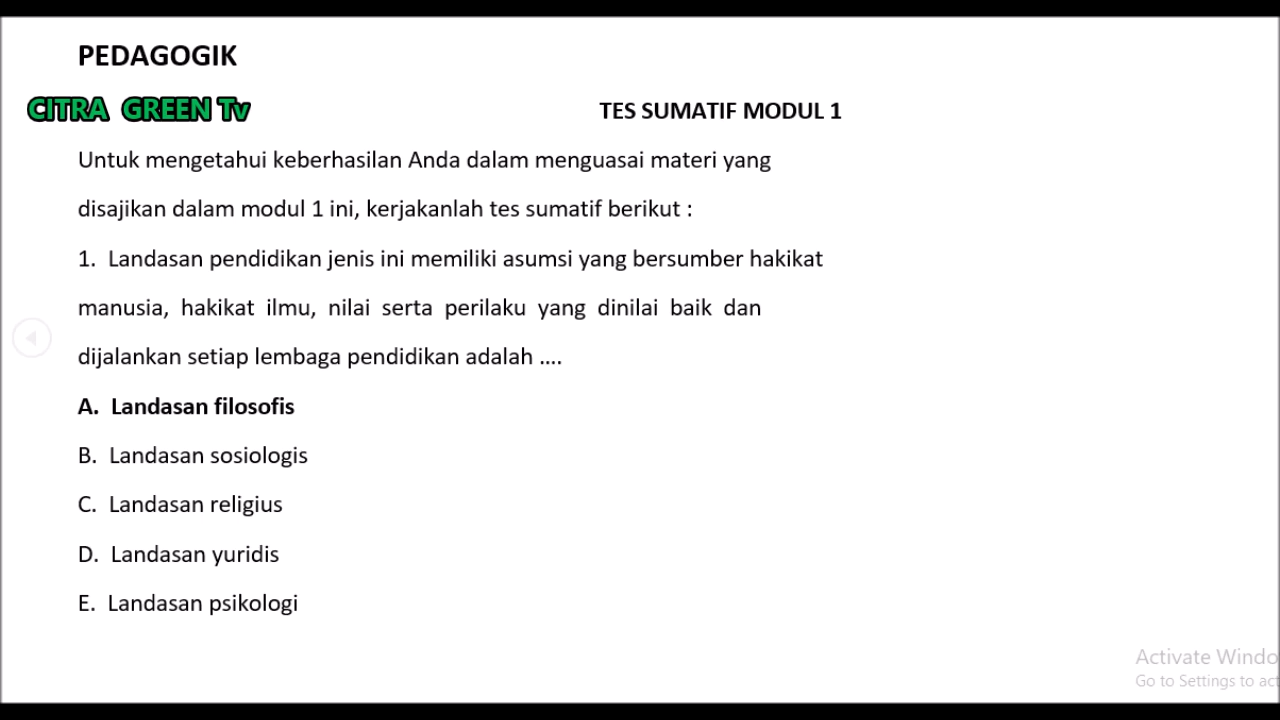 PEDAGOGIK
CITRA GREEN Tv
TES SUMATIF MODUL 1
Untuk mengetahui keberhasilan Anda dalam menguasai materi yang
disajikan dalam modul 1 ini, kerjakanlah tes sumatif berikut :
1. Landasan pendidikan jenis ini memiliki asumsi yang bersumber hakikat
manusia, hakikat ilmu, nilai serta perilaku yang dinilai baik dan
dijalankan setiap lembaga pendidikan adalah ....
A. Landasan filosofis
B. Landasan sosiologis
C. Landasan religius
D. Landasan yuridis
E. Landasan psikologi
Activate Windo
Go to Settings to act